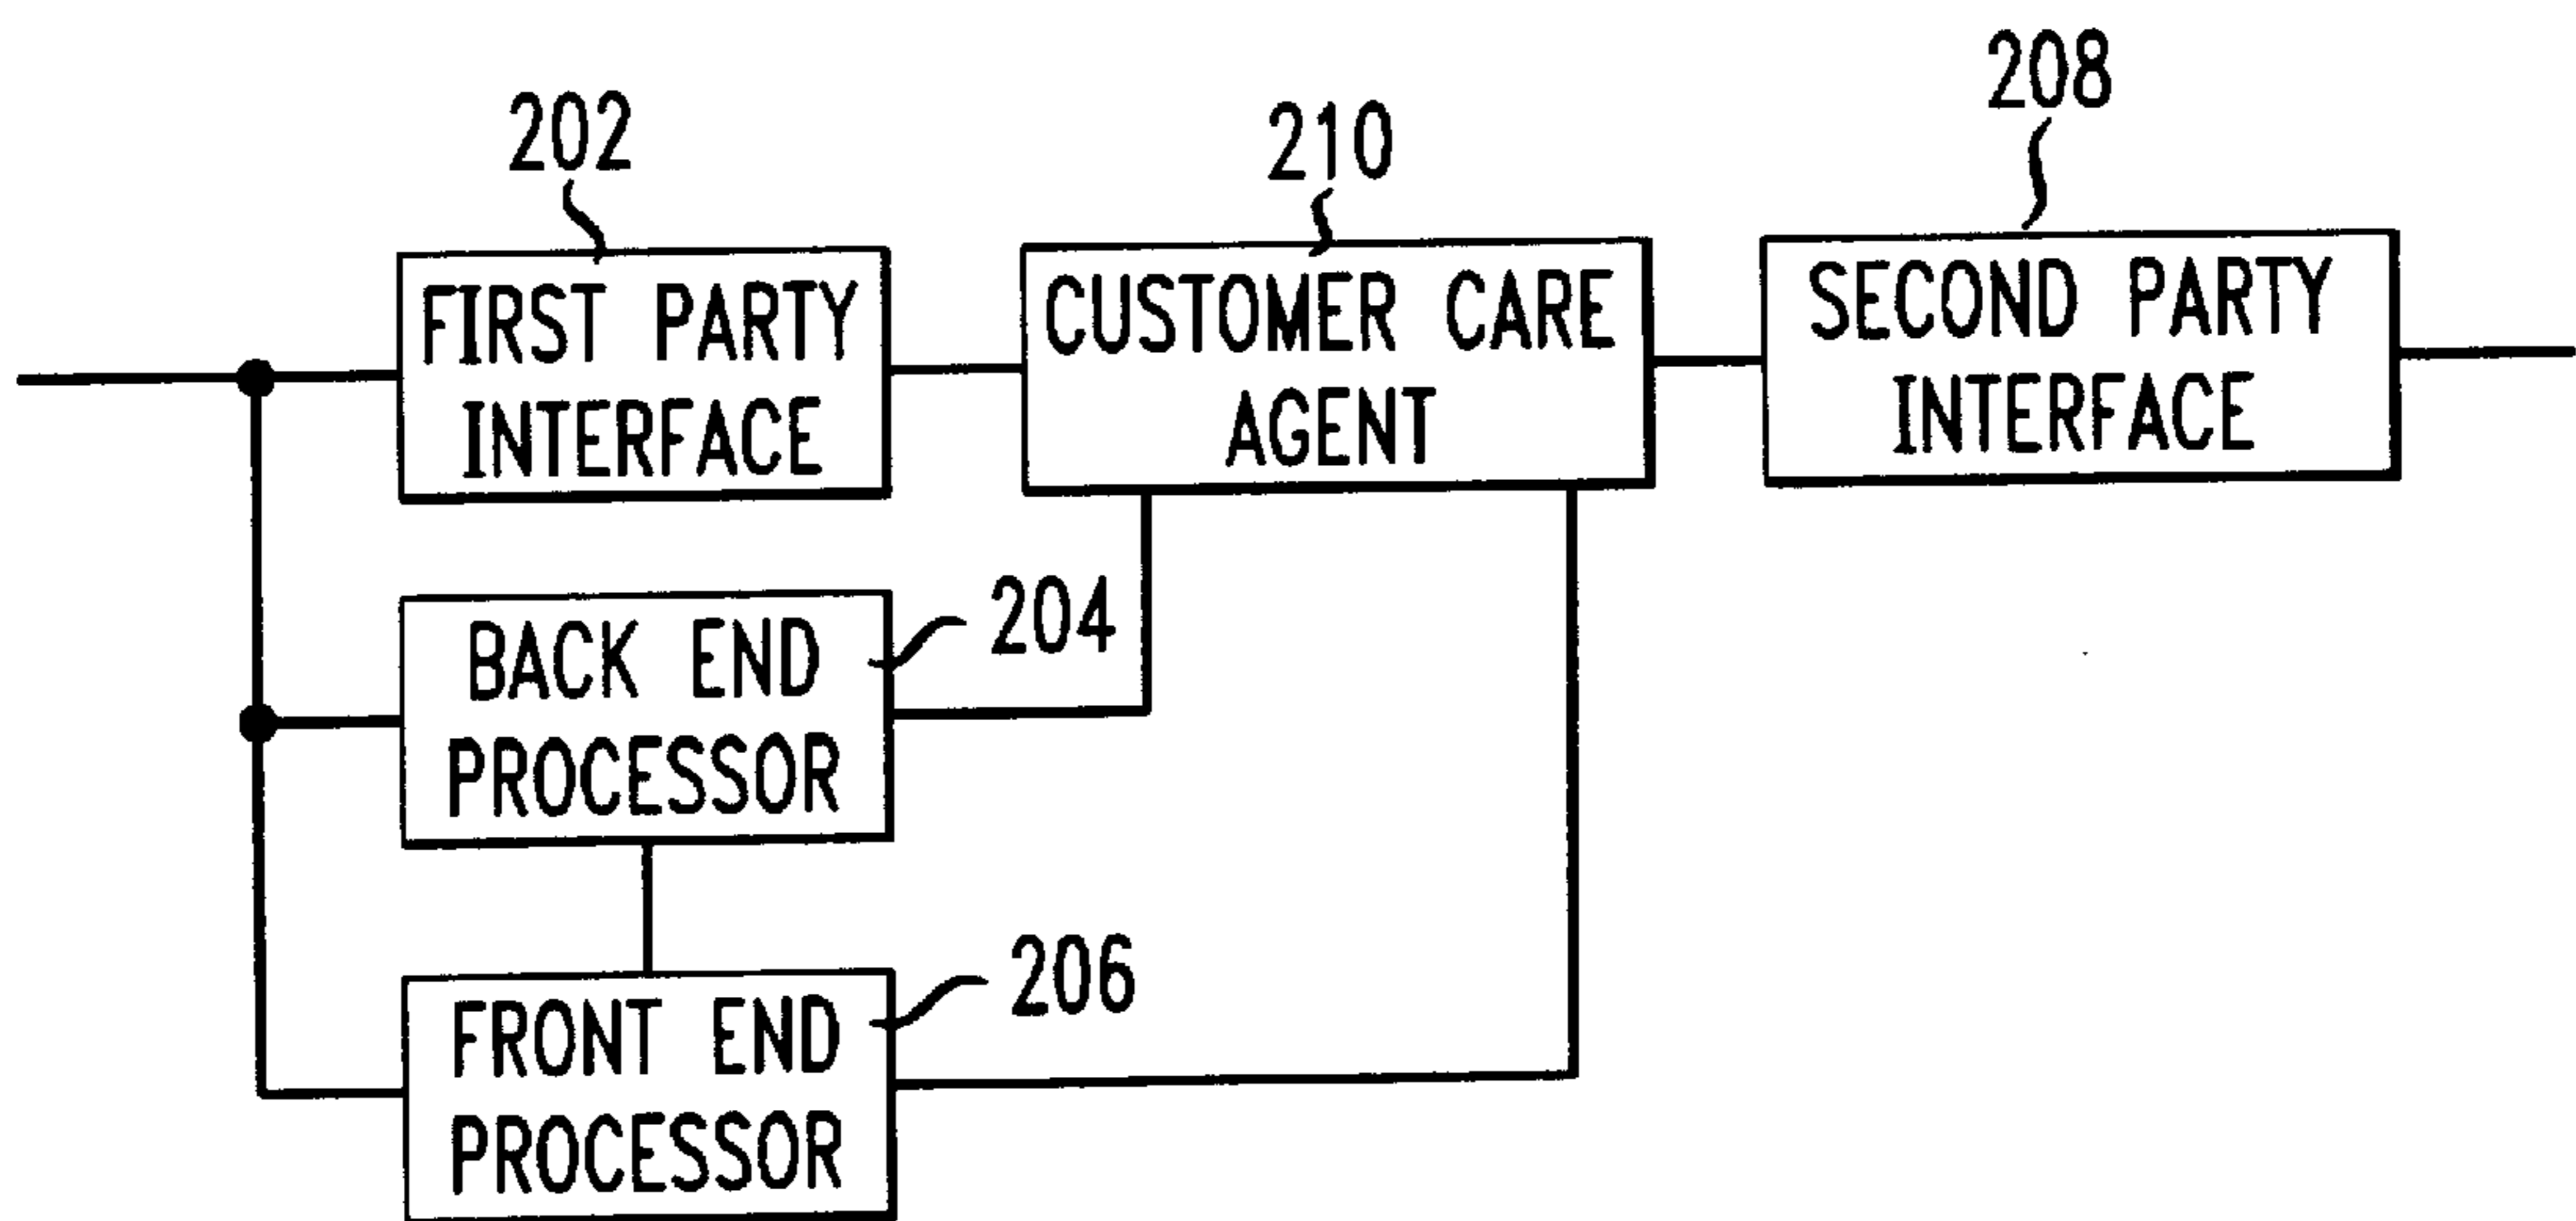 202
210
208
FIRST PARTY
INTERFACE
CUSTOMER CARE
AGENT
SECOND PARTY
INTERFACE
BACK END
PROCESSOR
204
FRONT END
PROCESSOR
206